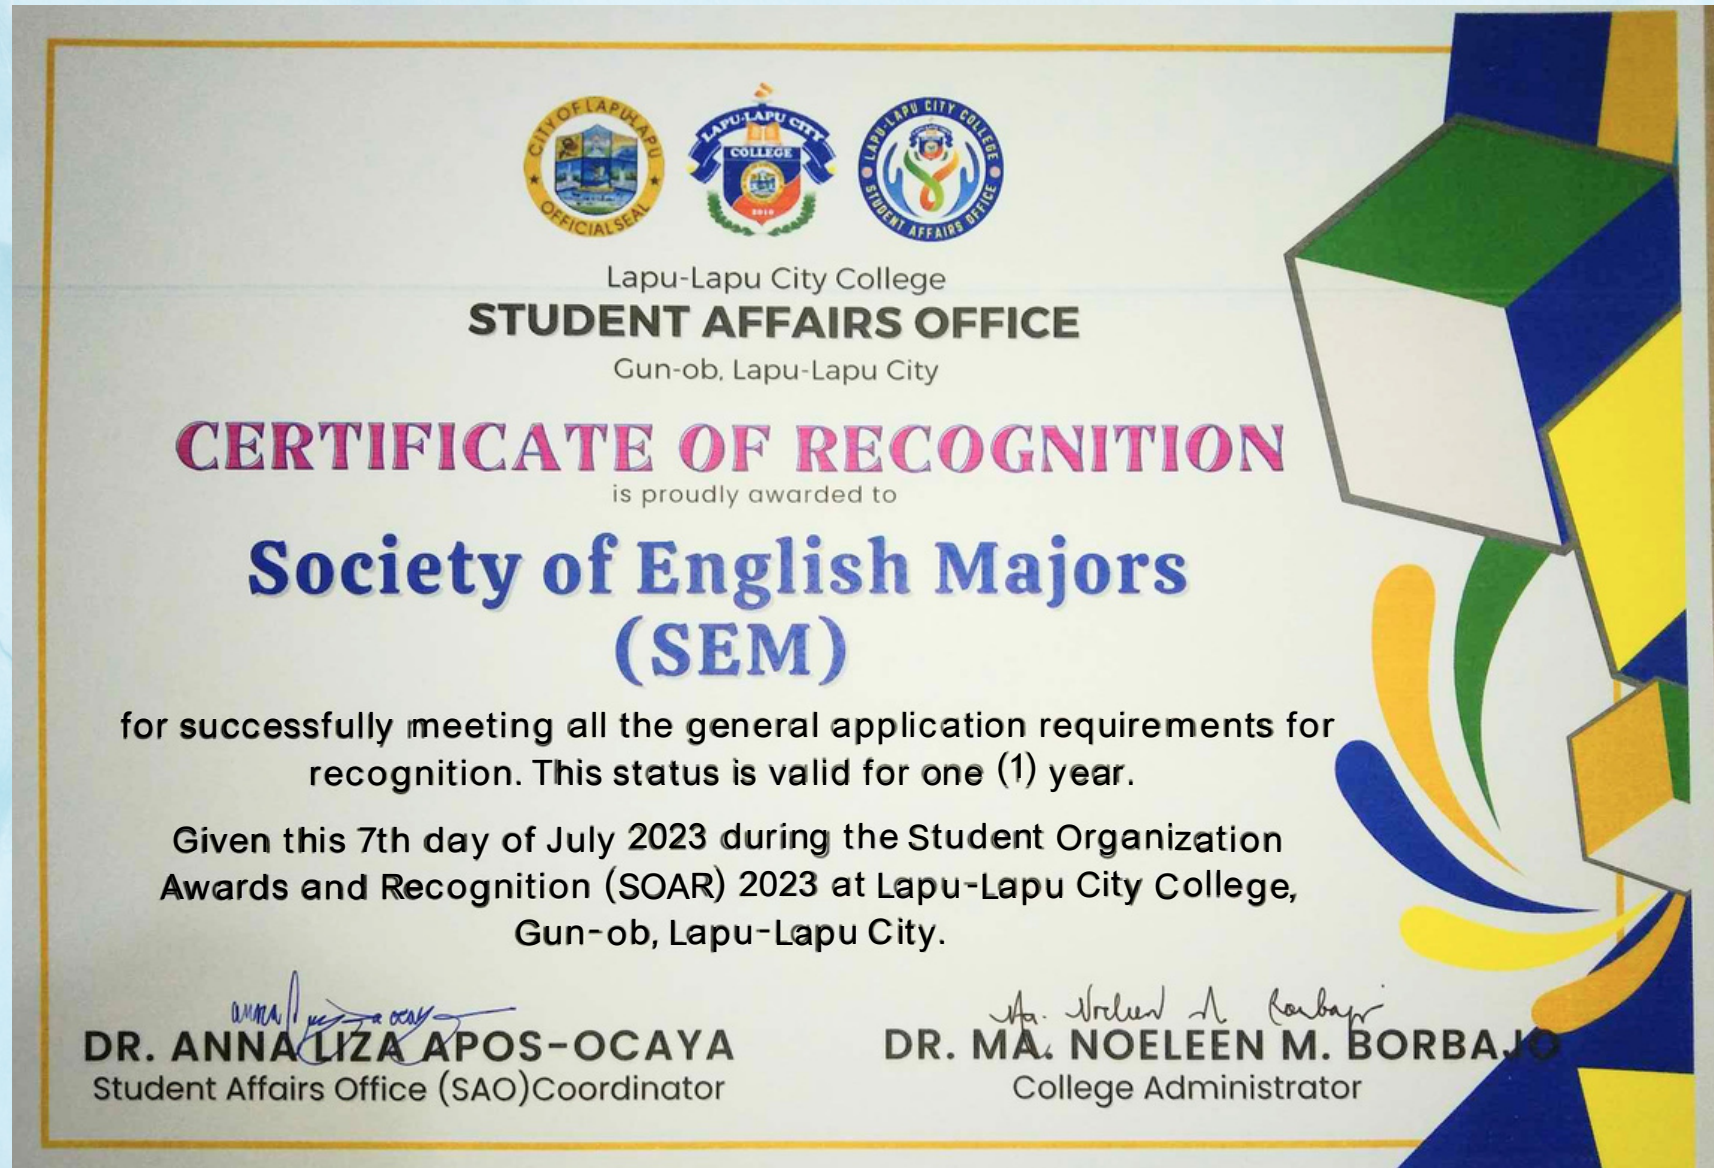 CITY OF LAPU-LAPU
OFFICIAL SEAL
LAPU-LAPU CITY
COLLEGE
2010
LAPU-LAPU CITY COLLEGE
STUDENT AFFAIRS OFFICE
Lapu-Lapu City College
STUDENT AFFAIRS OFFICE
Gun-ob, Lapu-Lapu City
CERTIFICATE OF RECOGNITION
is proudly awarded to
Society of English Majors
(SEM)
for successfully meeting all the general application requirements for
recognition. This status is valid for one (1) year.
Given this 7th day of July 2023 during the Student Organization
Awards and Recognition (SOAR) 2023 at Lapu-Lapu City College,
Gun-ob, Lapu-Lapu City.
DR. ANNA LIZA APOS-OCAYA
Student Affairs Office (SAO)Coordinator
DR. MA. NOELEEN M. BORBAJO
College Administrator